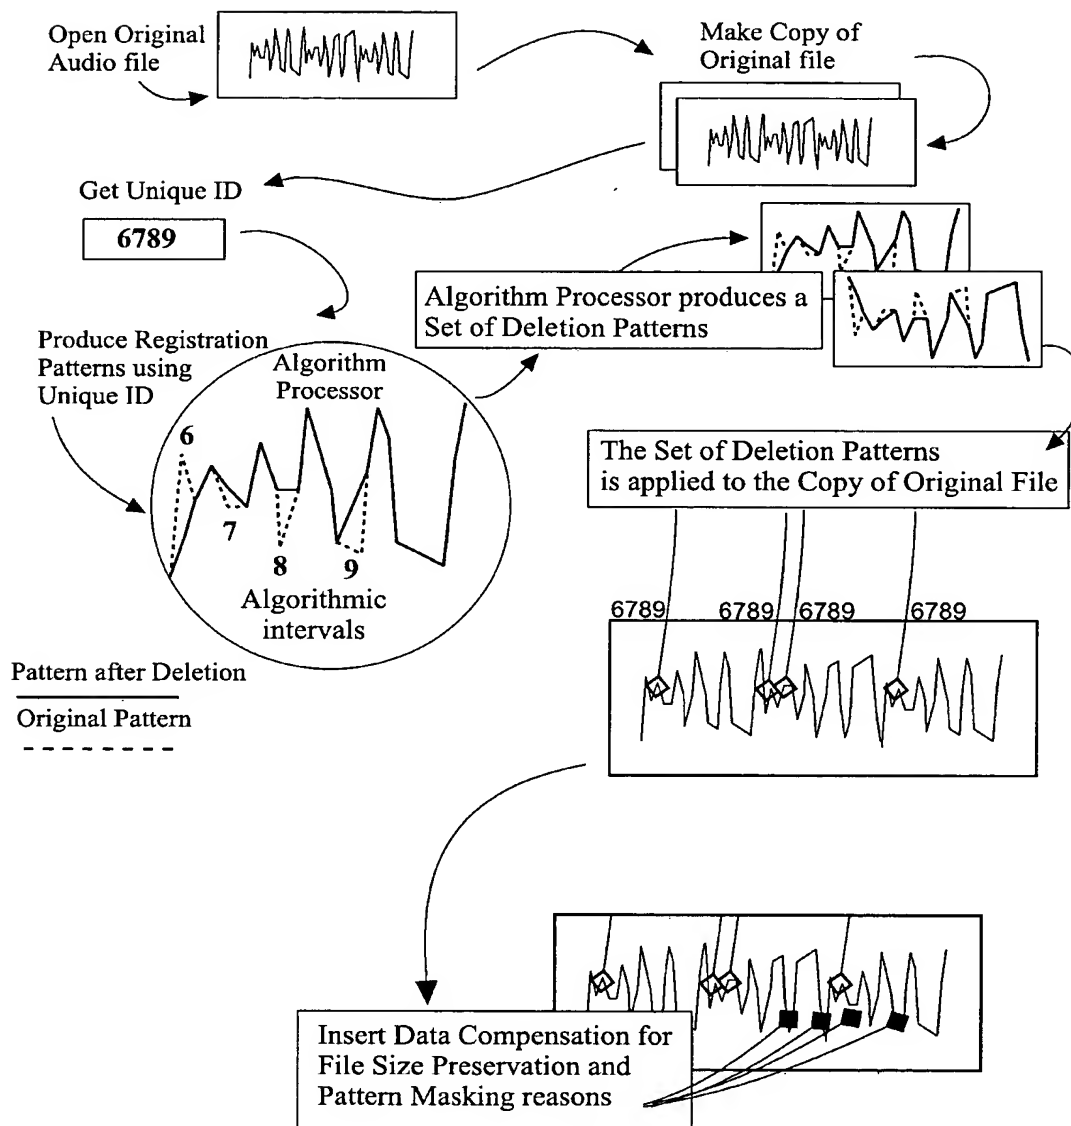 Open Original
Audio file
Make Copy of
Original file
Get Unique ID
6789
Algorithm Processor produces a
Set of Deletion Patterns
Produce Registration
Patterns using
Unique ID
Algorithm
Processor
6
7
8
9
Algorithmic
intervals
The Set of Deletion Patterns
is applied to the Copy of Original File
6789 6789 6789 6789
Pattern after Deletion
Original Pattern
Insert Data Compensation for
File Size Preservation and
Pattern Masking reasons